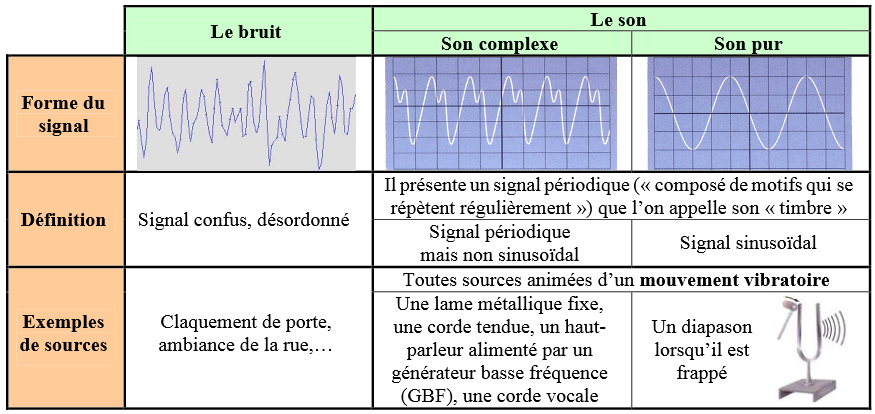 Le bruit
Le son
Son complexe
Son pur
Forme du
signal
Définition
Signal confus, désordonné
Il présente un signal périodique (« composé de motifs qui se
répètent régulièrement ») que l’on appelle son « timbre »
Signal périodique
mais non sinusoïdal
Signal sinusoïdal
Exemples
de sources
Claquement de porte,
ambiance de la rue,…
Toutes sources animées d’un mouvement vibratoire
Une lame métallique fixe,
une corde tendue, un haut-
parleur alimenté par un
générateur basse fréquence
(GBF), une corde vocale
Un diapason
lorsqu’il est
frappé